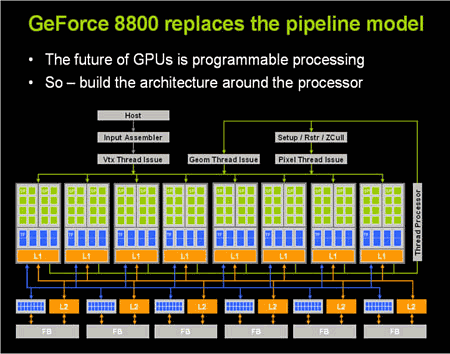 GeForce 8800 replaces the pipeline model
• The future of GPUs is programmable processing
• So – build the architecture around the processor
Host
Input Assembler
Setup / Rstr / ZCull
Vtx Thread Issue
Geom Thread Issue
Pixel Thread Issue
Thread Processor
L1 L1 L1 L1 L1 L1 L1 L1
L2 L2 L2 L2 L2 L2
FB FB FB FB FB FB